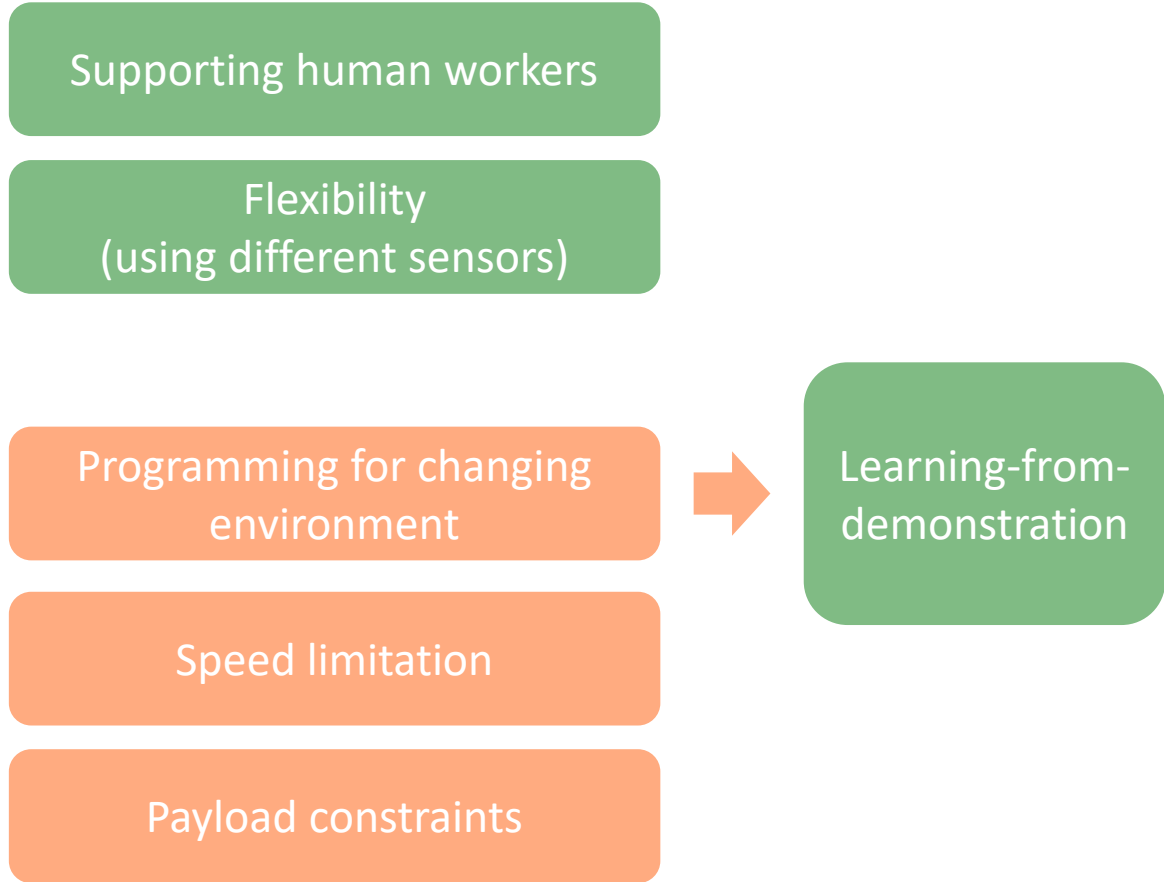 Supporting human workers
Flexibility
(using different sensors)
Programming for changing
environment
Learning-from-
demonstration
Speed limitation
Payload constraints